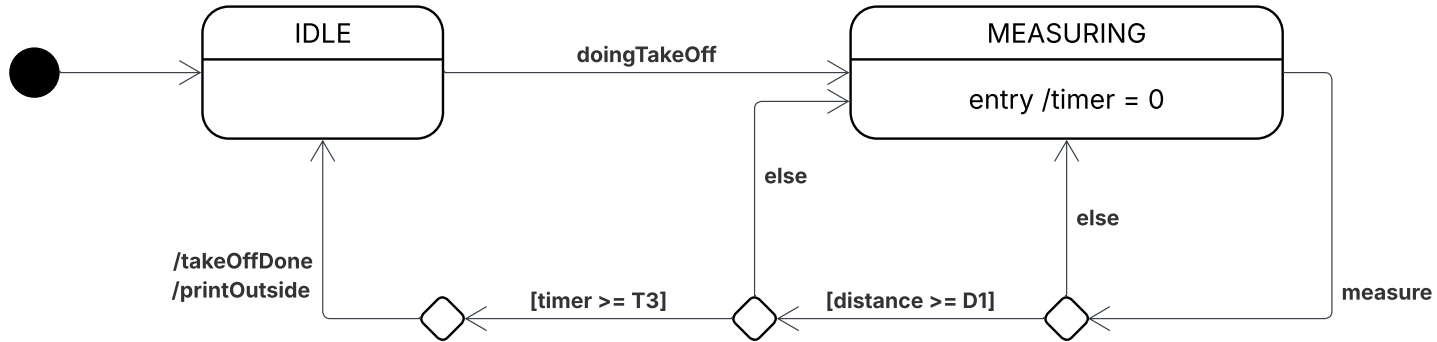 IDLE
MEASURING
doingTakeOff
entry /timer = 0
else
else
/takeOffDone
/printOutside
[timer >= T3]
[distance >= D1]
measure